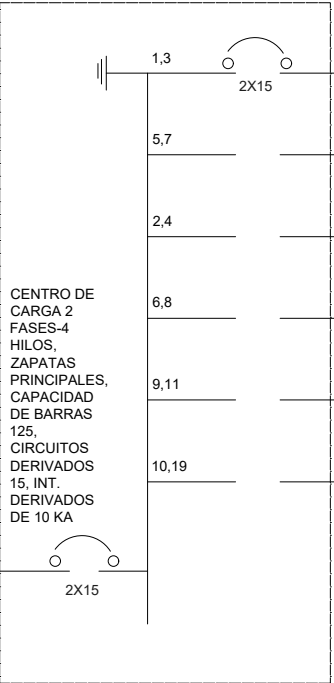 1,3
2X15
5,7
2,4
6,8
9,11
10,19
CENTRO DE
CARGA 2
FASES-4
HILOS,
ZAPATAS
PRINCIPALES,
CAPACIDAD
DE BARRAS
125,
CIRCUITOS
DERIVADOS
15, INT.
DERIVADOS
DE 10 KA
2X15